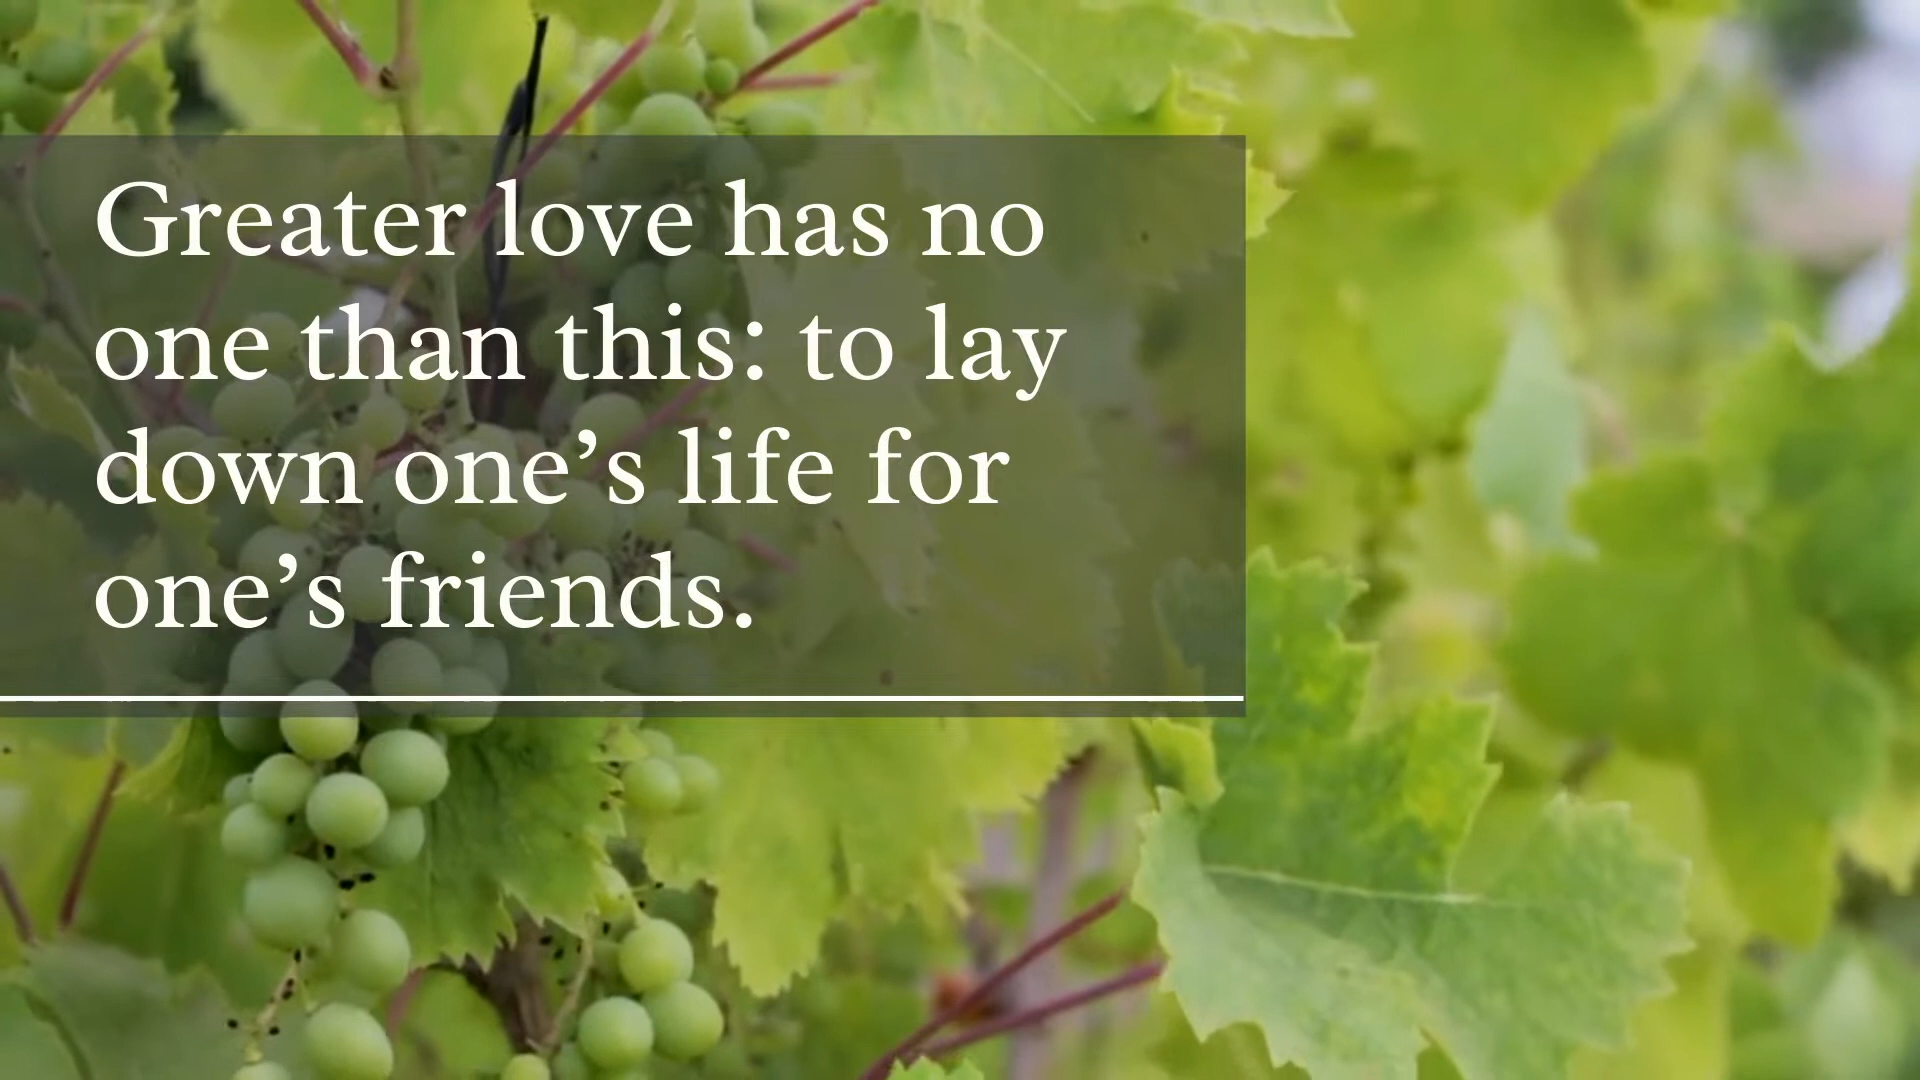 Greater love has no
one than this: to lay
down one’s life for
one’s friends.